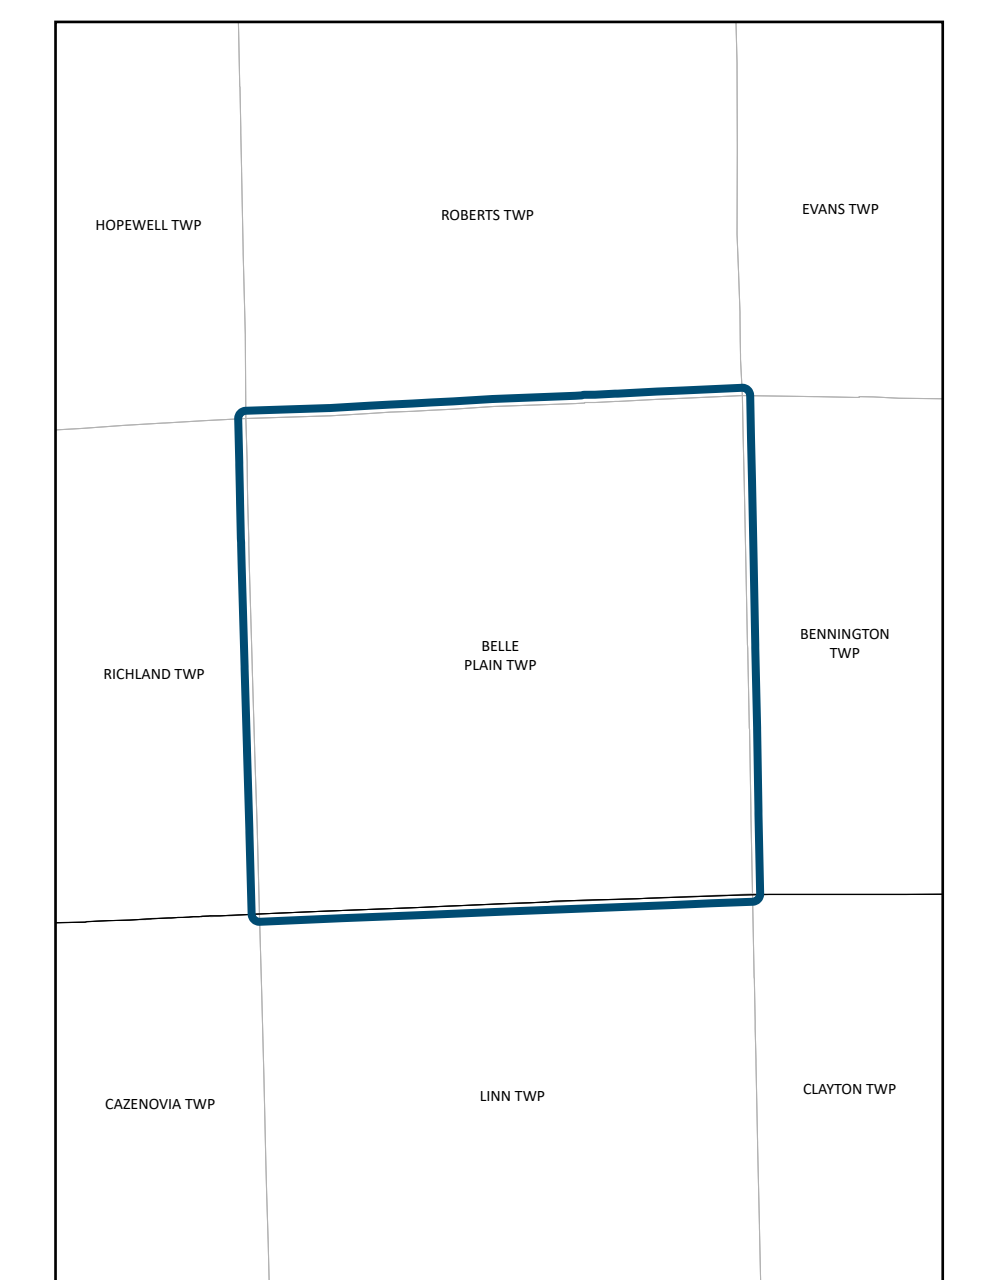 HOPEWELL TWP
ROBERTS TWP
EVANS TWP
RICHLAND TWP
BELLE
PLAIN TWP
BENNINGTON
TWP
CAZENOVIA TWP
LINN TWP
CLAYTON TWP